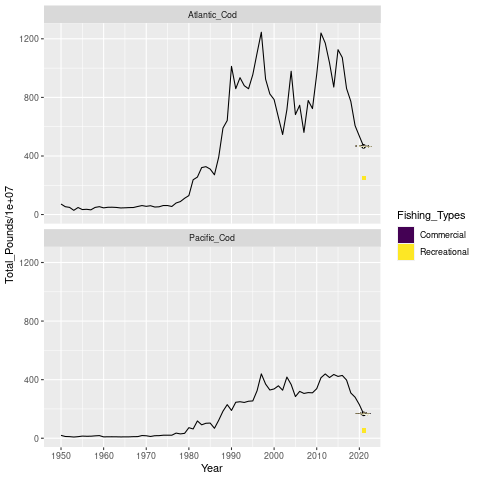 Atlantic_Cod
1200
800
400
0
Pacific_Cod
1200
800
400
0
1950 1960 1970 1980 1990 2000 2010 2020
Year
Total_Pounds/1e+07
Fishing_Types
Commercial
Recreational